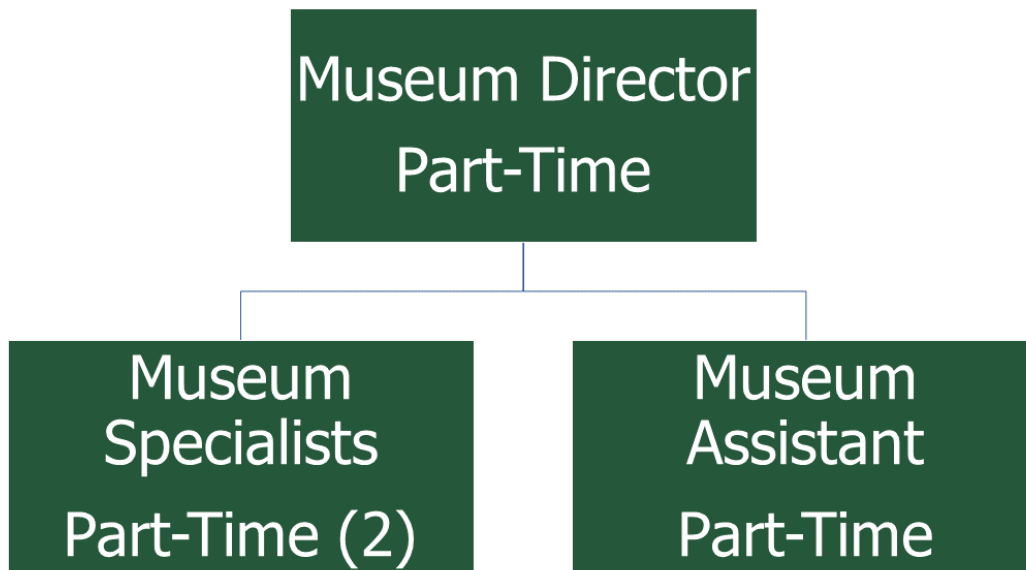 Museum Director
Part-Time
Museum
Specialists
Part-Time (2)
Museum
Assistant
Part-Time